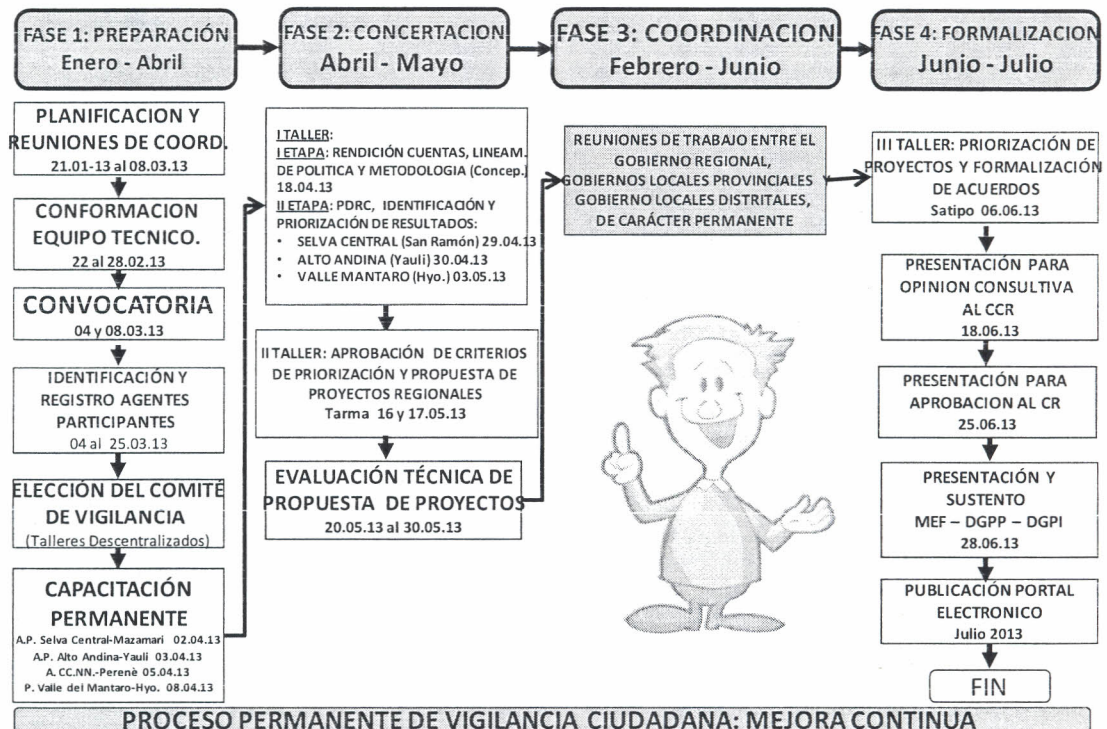 FASE 1: PREPARACIÓN
Enero - Abril
FASE 2: CONCERTACION
Abril - Mayo
FASE 3: COORDINACION
Febrero - Junio
FASE 4: FORMALIZACION
Junio - Julio
PLANIFICACION Y
REUNIONES DE COORD.
21.01-13 al 08.03.13
CONFORMACION
EQUIPO TECNICO.
22 al 28.02.13
CONVOCATORIA
04 y 08.03.13
IDENTIFICACIÓN Y
REGISTRO AGENTES
PARTICIPANTES
04 al 25.03.13
ELECCIÓN DEL COMITÉ
DE VIGILANCIA
(Talleres Descentralizados)
CAPACITACIÓN
PERMANENTE
A.P. Selva Central-Mazamari 02.04.13
A.P. Alto Andina-Yauli 03.04.13
A. CC.NN.-Perenè 05.04.13
P. Valle del Mantaro-Hyo. 08.04.13
I TALLER:
I ETAPA: RENDICIÓN CUENTAS, LINEAM.
DE POLITICA Y METODOLOGIA (Concep.)
18.04.13
II ETAPA: PDRC, IDENTIFICACIÓN Y
PRIORIZACIÓN DE RESULTADOS:
• SELVA CENTRAL (San Ramón) 29.04.13
• ALTO ANDINA (Yauli) 30.04.13
• VALLE MANTARO (Hyo.) 03.05.13
II TALLER: APROBACIÓN DE CRITERIOS
DE PRIORIZACIÓN Y PROPUESTA DE
PROYECTOS REGIONALES
Tarma 16 y 17.05.13
EVALUACIÓN TÉCNICA DE
PROPUESTA DE PROYECTOS
20.05.13 al 30.05.13
REUNIONES DE TRABAJO ENTRE EL
GOBIERNO REGIONAL,
GOBIERNOS LOCALES PROVINCIALES Y
GOBIERNO LOCALES DISTRITALES,
DE CARÁCTER PERMANENTE
III TALLER: PRIORIZACIÓN DE
PROYECTOS Y FORMALIZACIÓN
DE ACUERDOS
Satipo 06.06.13
PRESENTACIÓN PARA
OPINION CONSULTIVA
AL CCR
18.06.13
PRESENTACIÓN PARA
APROBACION AL CR
25.06.13
PRESENTACIÓN Y
SUSTENTO
MEF – DGPP – DGPI
28.06.13
PUBLICACIÓN PORTAL
ELECTRONICO
Julio 2013
FIN
PROCESO PERMANENTE DE VIGILANCIA CIUDADANA: MEJORA CONTINUA